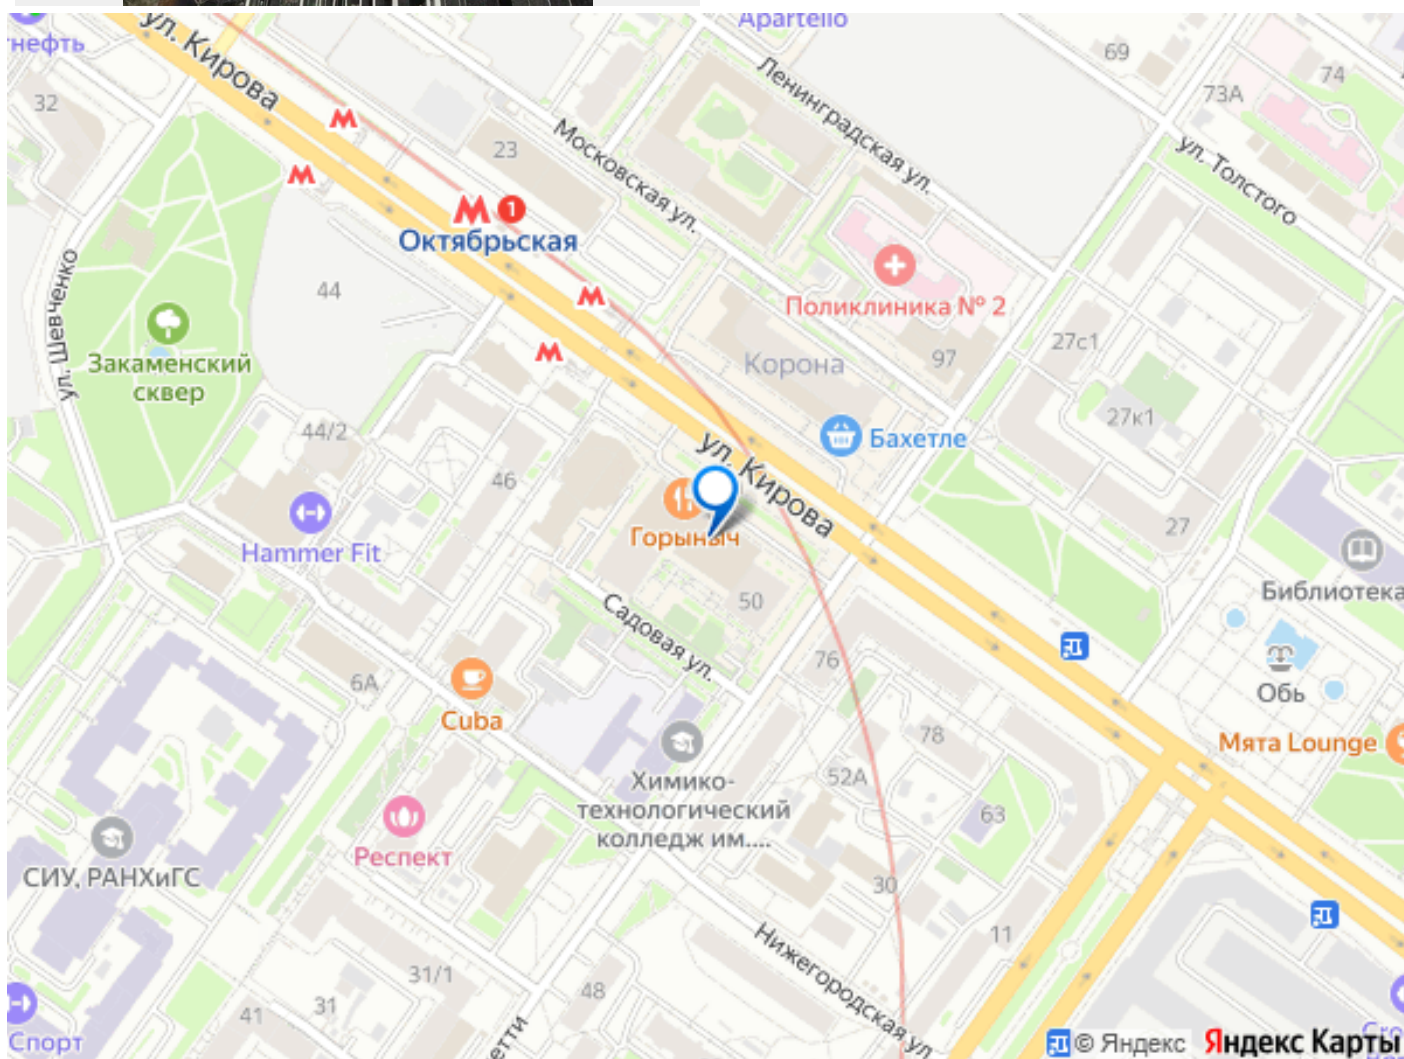 Apartello
нефть
ул. Кирова
69
74
73А
32
Ленинградская ул.
ул. Толстого
23
Московская ул.
1
Октябрьская
ул. Шевченко
44
Поликлиника № 2
Закаменский
сквер
Корона
97
27с1
27к1
44/2
Бахетле
46
ул. Кирова
27
Hammer Fit
Горыныч
Библиотека
50
Садовая ул.
76
6А
Обь
Cuba
78
Мята Lounge
Химико-
технологический
колледж им....
52А
63
Респект
СИУ, РАНХиГС
30
11
Нижегородская ул.
31/1
48
31
41
Спорт
етти
© Яндекс
Яндекс Карты